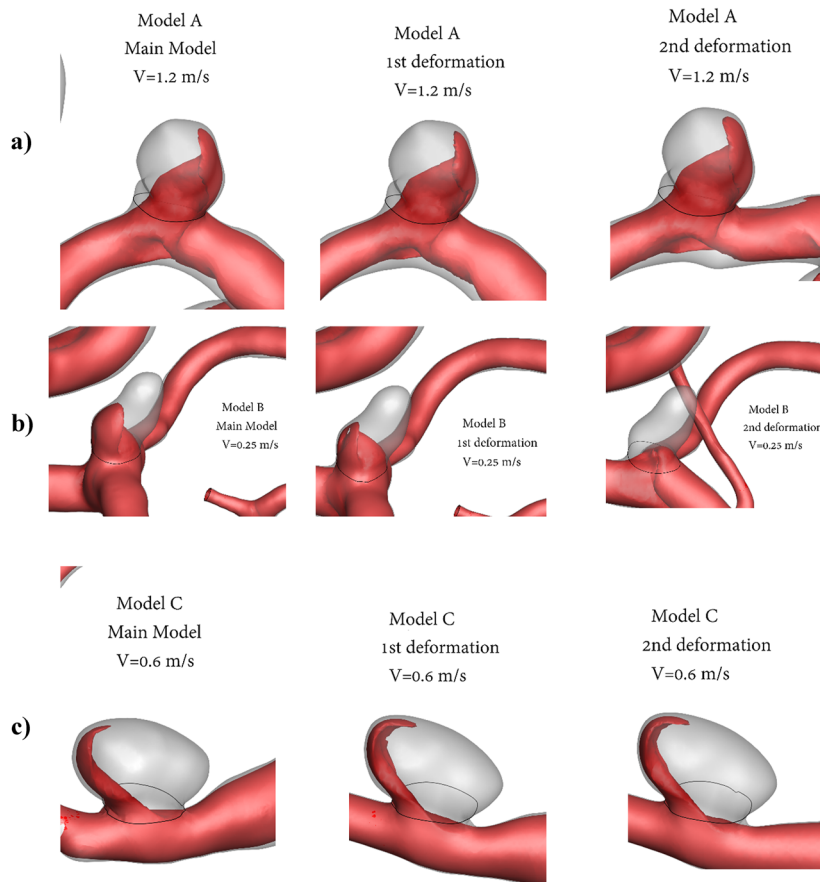 Model A
Main Model
V=1.2 m/s
Model A
1st deformation
V=1.2 m/s
Model A
2nd deformation
V=1.2 m/s
a)
Model B
Main Model
V=0.25 m/s
Model B
1st deformation
V=0.25 m/s
Model B
2nd deformation
V=0.25 m/s
b)
Model C
Main Model
V=0.6 m/s
Model C
1st deformation
V=0.6 m/s
Model C
2nd deformation
V=0.6 m/s
c)